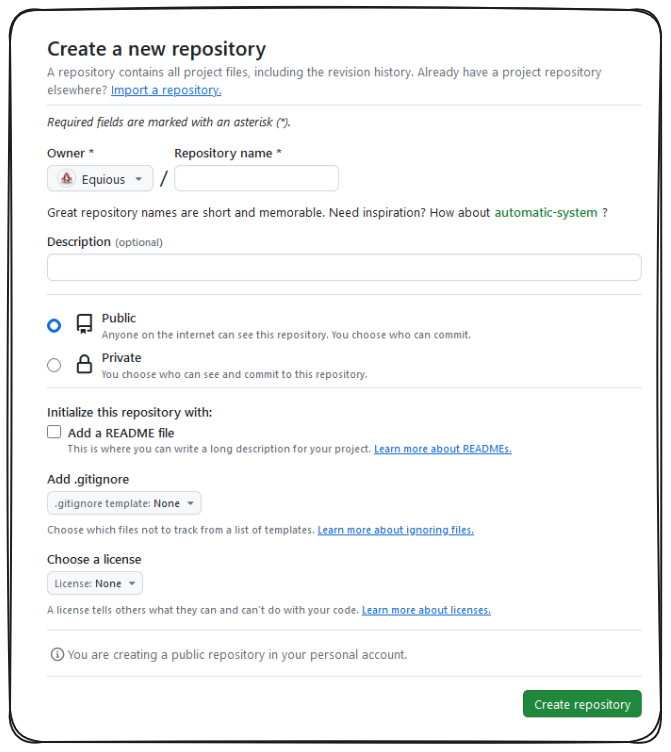 Create a new repository
A repository contains all project files, including the revision history. Already have a project repository
elsewhere? Import a repository.
Required fields are marked with an asterisk (*).
Owner * Repository name *
Equious /
Great repository names are short and memorable. Need inspiration? How about automatic-system ?
Description (optional)
Public
Anyone on the internet can see this repository. You choose who can commit.
Private
You choose who can see and commit to this repository.
Initialize this repository with:
Add a README file
This is where you can write a long description for your project. Learn more about READMEs.
Add .gitignore
.gitignore template: None
Choose which files not to track from a list of templates. Learn more about ignoring files.
Choose a license
License: None
A license tells others what they can and can't do with your code. Learn more about licenses.
You are creating a public repository in your personal account.
Create repository